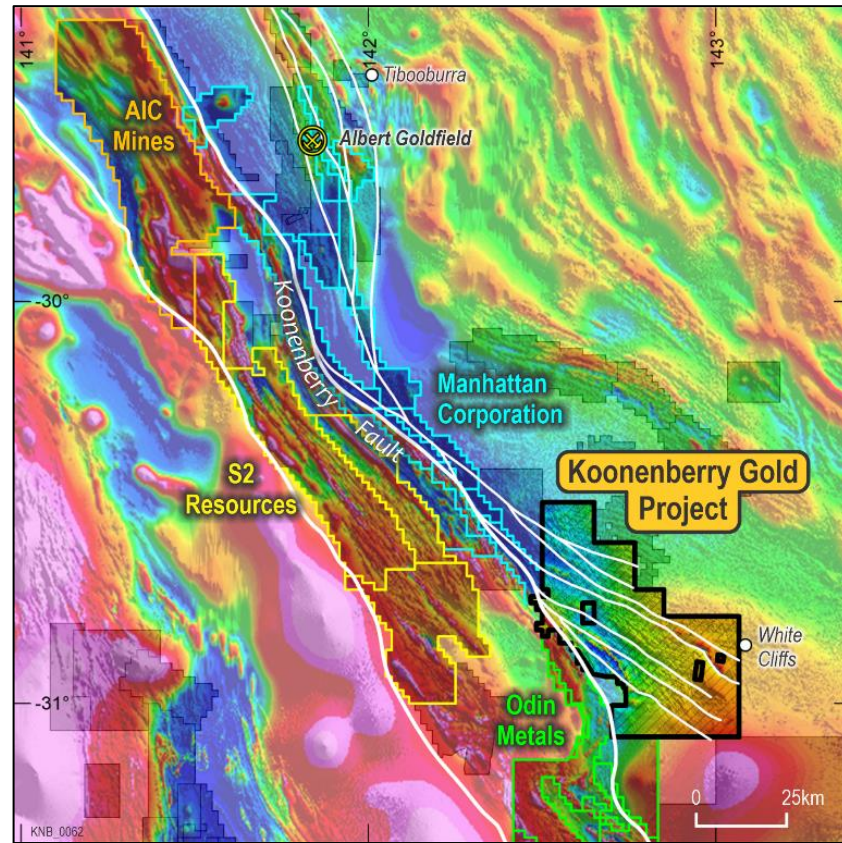 141°
142°
143°
Tibooburra
AIC
Mines
Albert Goldfield
-30°
Koonenberry
Fault
Manhattan
Corporation
S2
Resources
Koonenberry Gold
Project
White
Cliffs
-31°
Odin
Metals
0
25km
KNB_0062